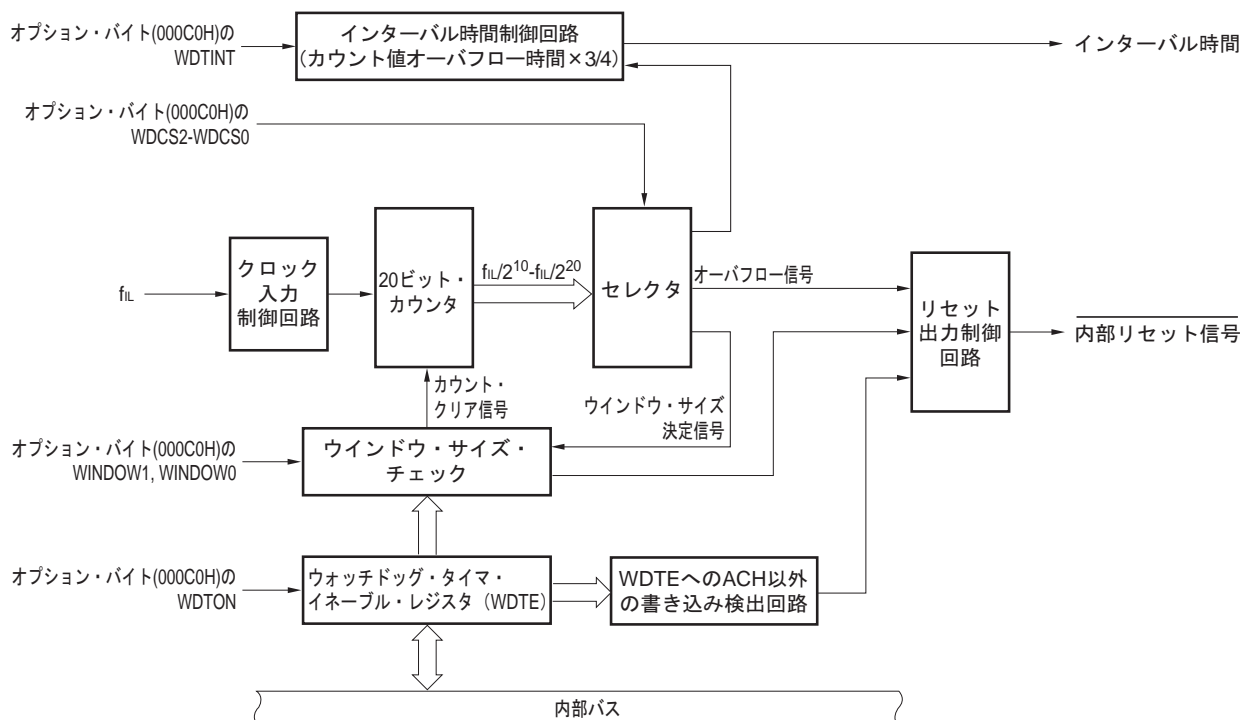 オプション・バイト(000C0H)の
WDTINT
インターバル時間制御回路
(カウント値オーバフロー時間×3/4)
インターバル時間
オプション・バイト(000C0H)の
WDCS2-WDCS0
fIL
クロック
入力
制御回路
20ビット・
カウンタ
fIL/2^10-fIL/2^20
セレクタ
オーバフロー信号
リセット
出力制御
回路
内部リセット信号
カウント・
クリア信号
ウインドウ・サイズ
決定信号
オプション・バイト(000C0H)の
WINDOW1, WINDOW0
ウインドウ・サイズ・
チェック
オプション・バイト(000C0H)の
WDTON
ウォッチドッグ・タイマ・
イネーブル・レジスタ（WDTE）
WDTEへのACH以外
の書き込み検出回路
内部バス